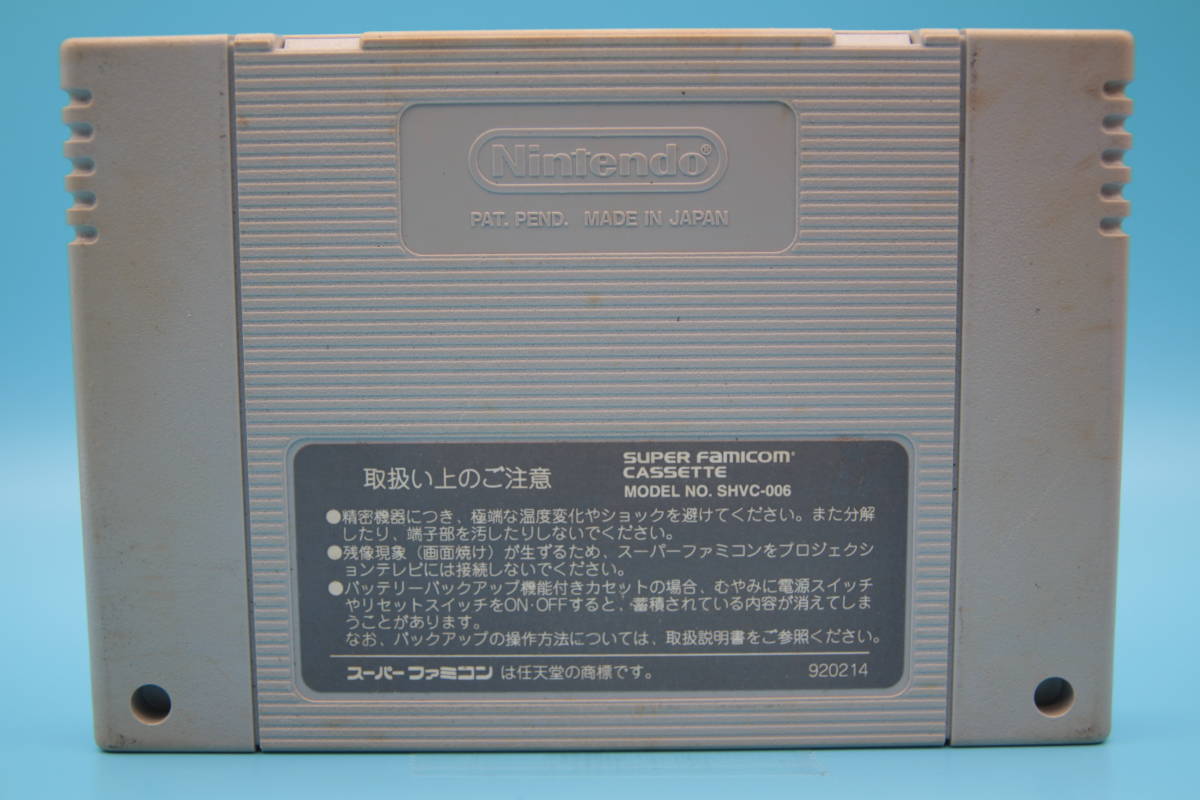 Nintendo®
PAT. PEND. MADE IN JAPAN
取扱い上のご注意
SUPER FAMICOM
CASSETTE
MODEL NO. SHVC-006
●精密機器につき、極端な温度変化やショックを避けてください。また分解
したり、端子部を汚したりしないでください。
●残像現象（画面焼け）が生ずるため、スーパーファミコンをプロジェクシ
ョンテレビには接続しないでください。
●バッテリーバックアップ機能付きカセットの場合、むやみに電源スイッチ
やリセットスイッチをON・OFFすると、蓄積されている内容が消えてしま
うことがあります。
なお、バックアップの操作方法については、取扱説明書をご参照ください。
スーパーファミコン は任天堂の商標です。 920214